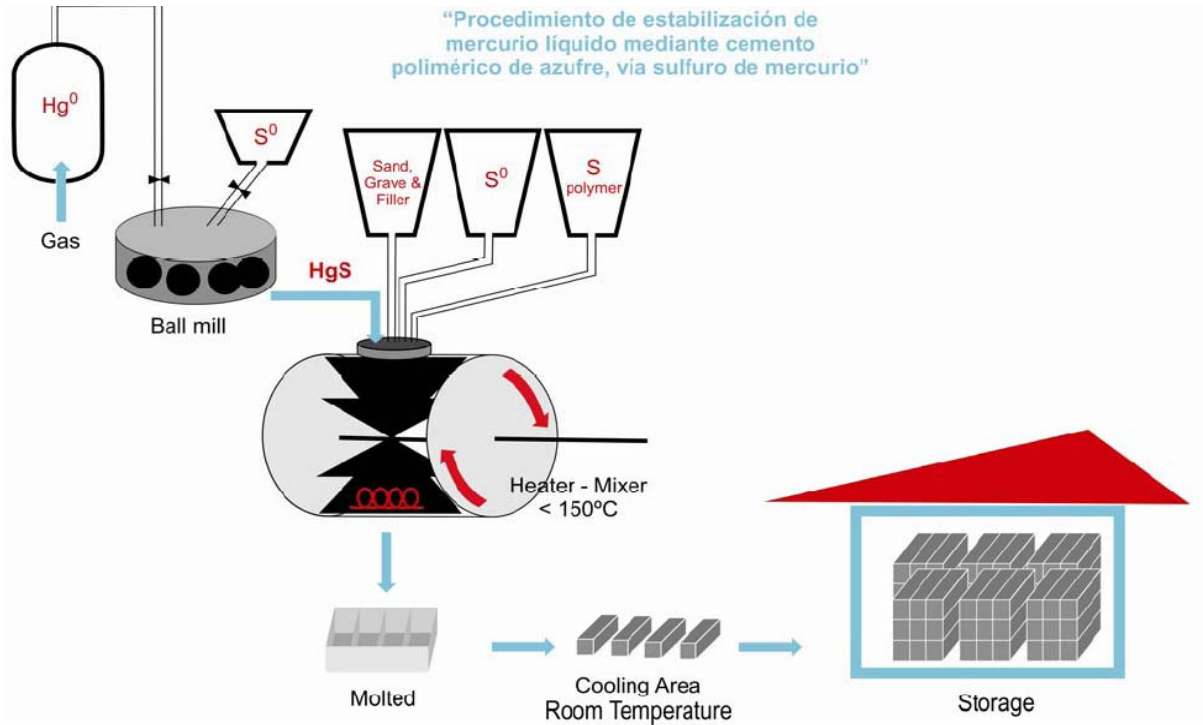 “Procedimiento de estabilización de
mercurio líquido mediante cemento
polimérico de azufre, vía sulfuro de mercurio”
Hg⁰
S⁰
Sand,
Grave &
Filler
S⁰
S
polymer
Gas
HgS
Ball mill
Heater - Mixer
< 150ºC
Molted
Cooling Area
Room Temperature
Storage